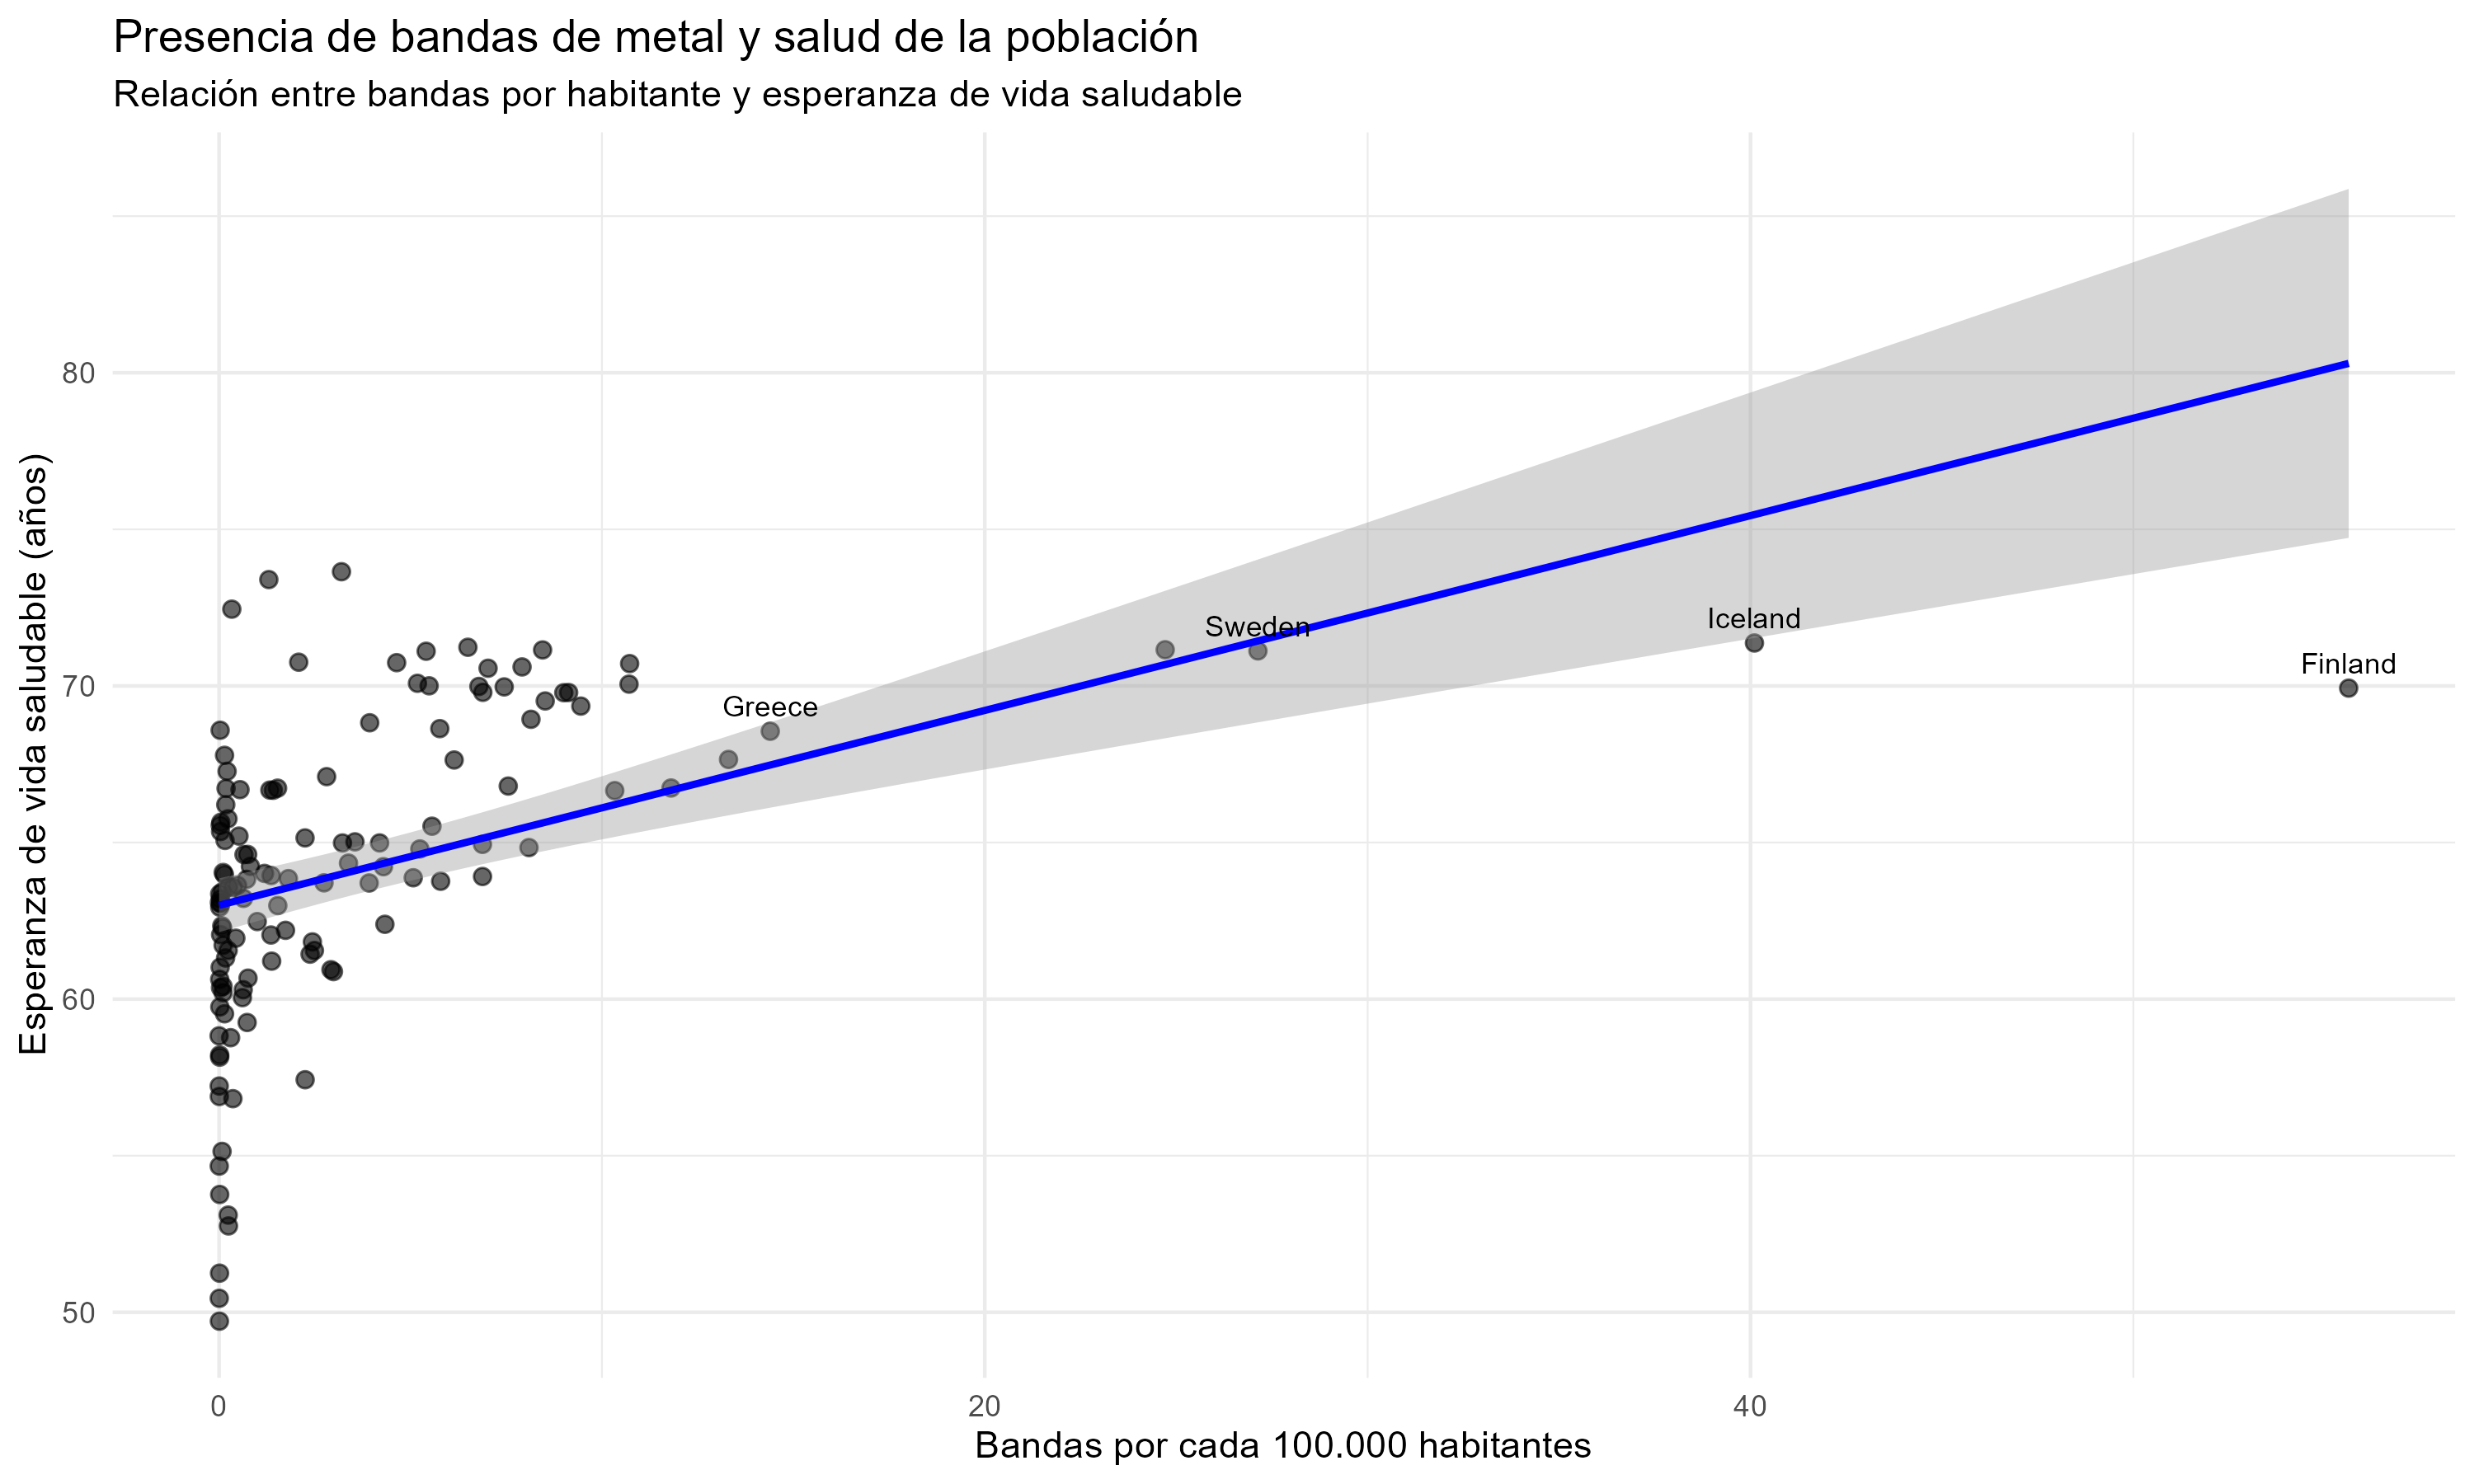 Presencia de bandas de metal y salud de la población
Relación entre bandas por habitante y esperanza de vida saludable
Esperanza de vida saludable (años)
80
70
60
50
Sweden
Iceland
Finland
Greece
0
20
40
Bandas por cada 100.000 habitantes